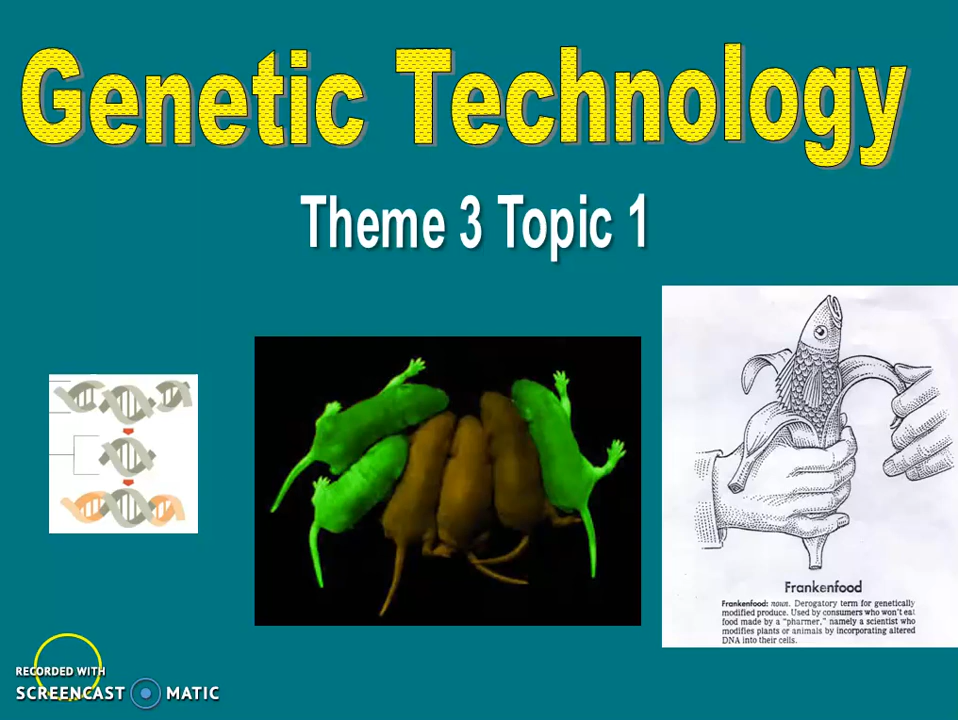 Genetic Technology
Theme 3 Topic 1
Frankenfood
Frankenfood: noun. Derogatory term for genetically
modified produce. Used by consumers who won't eat
food made by a "pharmer," namely a scientist who
modifies plants or animals by incorporating altered
DNA into their cells.
RECORDED WITH
SCREENCAST MATIC